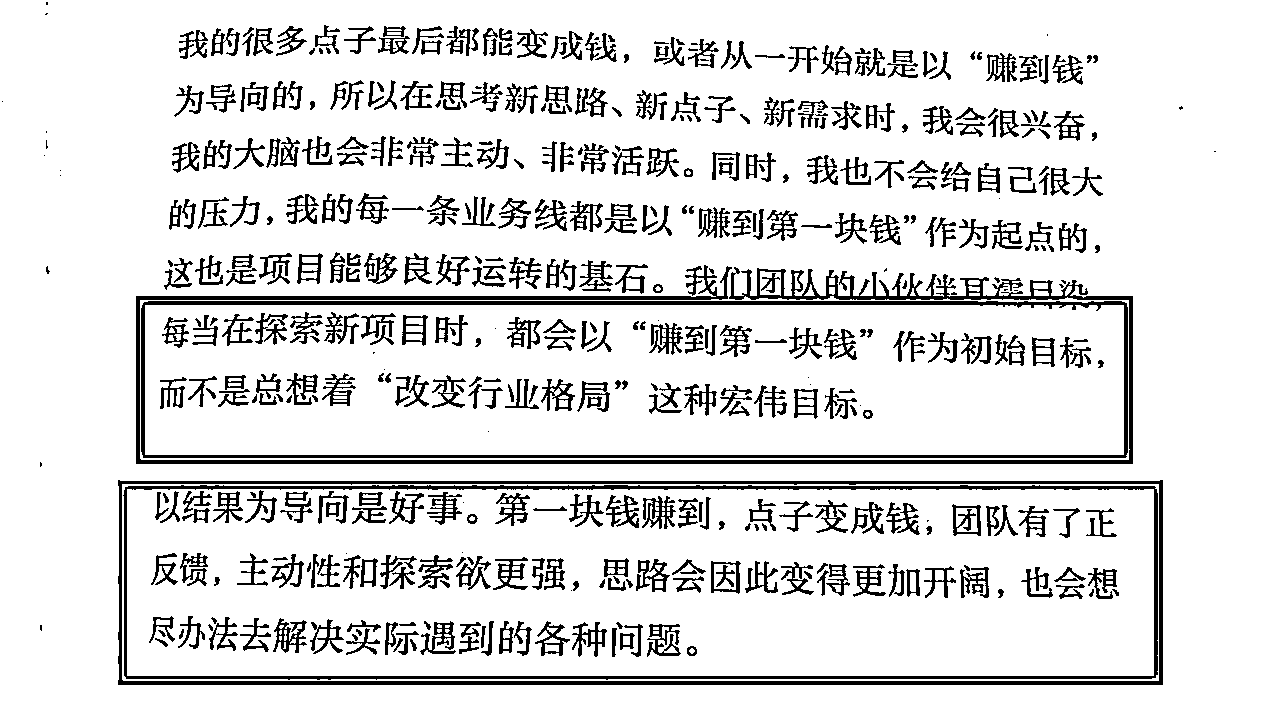 我的很多点子最后都能变成钱，或者从一开始就是以“赚到钱”
为导向的，所以在思考新思路、新点子、新需求时，我会很兴奋，
我的大脑也会非常主动、非常活跃。同时，我也不会给自己很大
的压力，我的每一条业务线都是以“赚到第一块钱”作为起点的，
这也是项目能够良好运转的基石。我们团队的小伙伴耳濡目染，
每当在探索新项目时，都会以“赚到第一块钱”作为初始目标，
而不是总想着“改变行业格局”这种宏伟目标。
以结果为导向是好事。第一块钱赚到，点子变成钱，团队有了正
反馈，主动性和探索欲更强，思路会因此变得更加开阔，也会想
尽办法去解决实际遇到的各种问题。